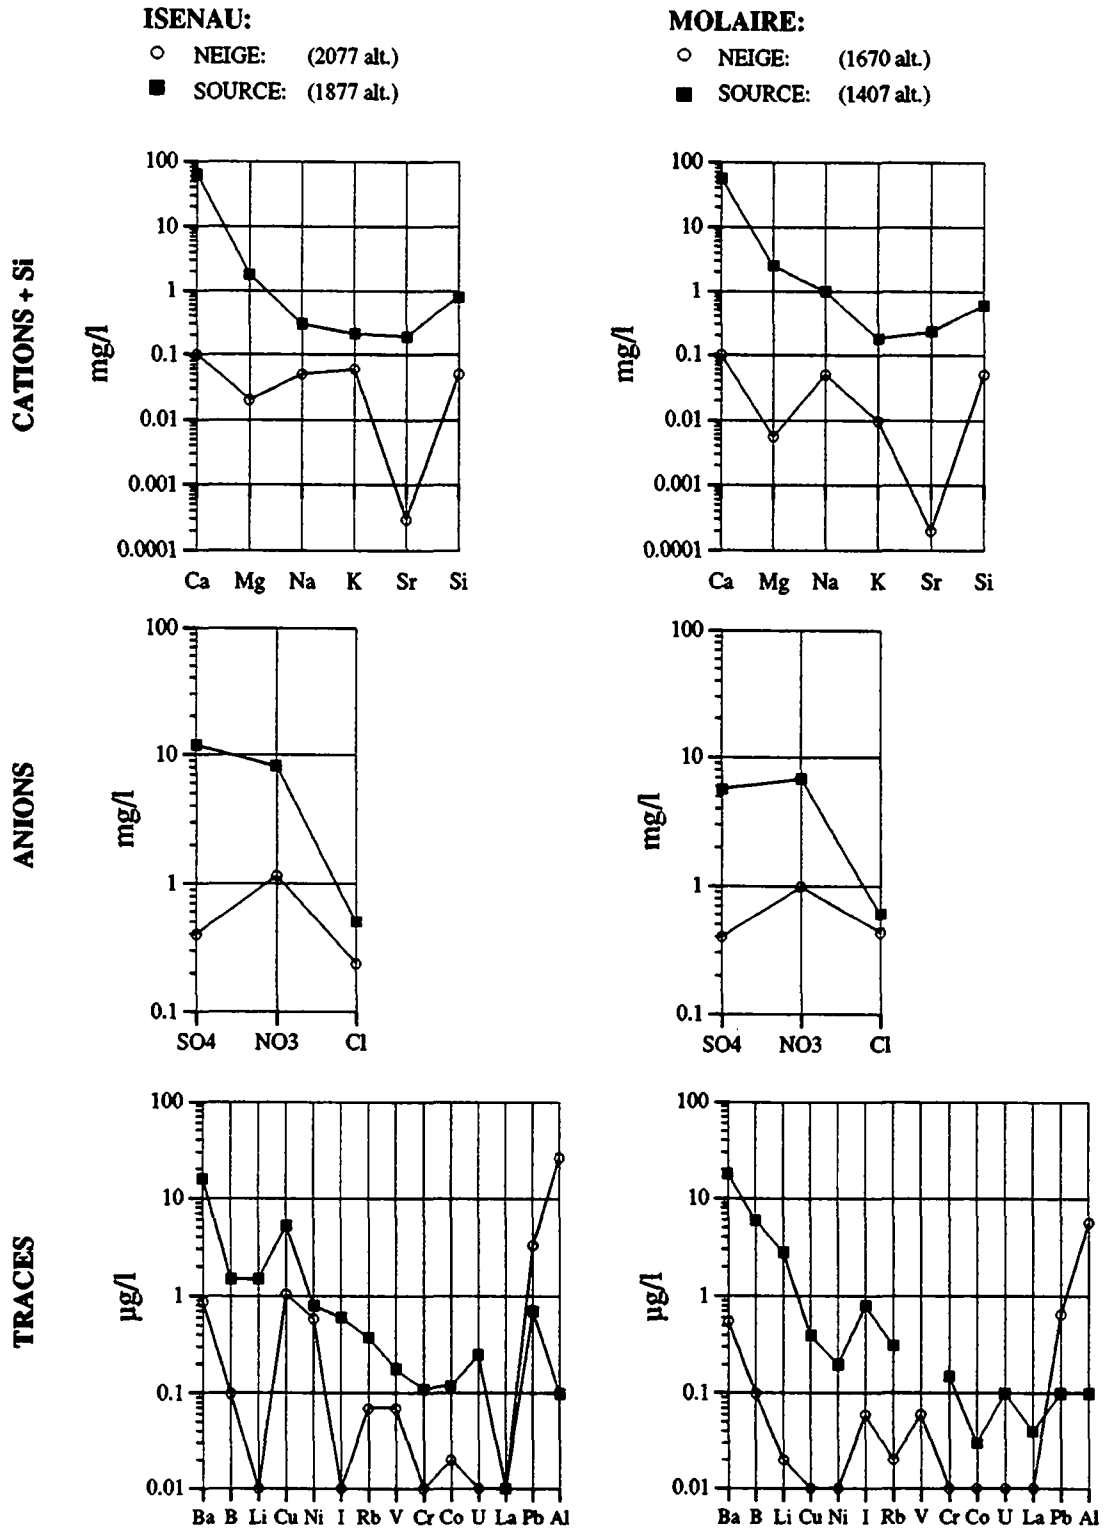 ISENAU:
NEIGE: (2077 alt.)
SOURCE: (1877 alt.)
MOLAIRE:
NEIGE: (1670 alt.)
SOURCE: (1407 alt.)
CATIONS + Si
mg/l
100
10
1
0.1
0.01
0.001
0.0001
Ca Mg Na K Sr Si
mg/l
100
10
1
0.1
0.01
0.001
0.0001
Ca Mg Na K Sr Si
ANIONS
mg/l
100
10
1
0.1
SO4 NO3 Cl
mg/l
100
10
1
0.1
SO4 NO3 Cl
TRACES
µg/l
100
10
1
0.1
0.01
Ba B Li Cu Ni I Rb V Cr Co U La Pb Al
µg/l
100
10
1
0.1
0.01
Ba B Li Cu Ni I Rb V Cr Co U La Pb Al